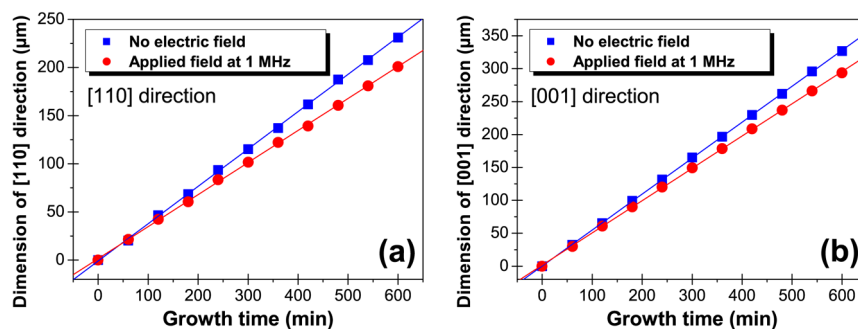 250
200
150
100
50
0
Dimension of [110] direction (μm)
No electric field
Applied field at 1 MHz
[110] direction
(a)
0 100 200 300 400 500 600
Growth time (min)
400
350
300
250
200
150
100
50
0
Dimension of [001] direction (μm)
No electric field
Applied field at 1 MHz
[001] direction
(b)
0 100 200 300 400 500 600
Growth time (min)